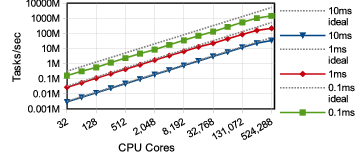 10000M
1000M
100M
10M
1M
0.1M
0.01M
0.001M
Tasks/sec
32
128
512
2,048
8,192
32,768
131,072
524,288
CPU Cores
10ms
ideal
10ms
1ms
ideal
1ms
0.1ms
ideal
0.1ms